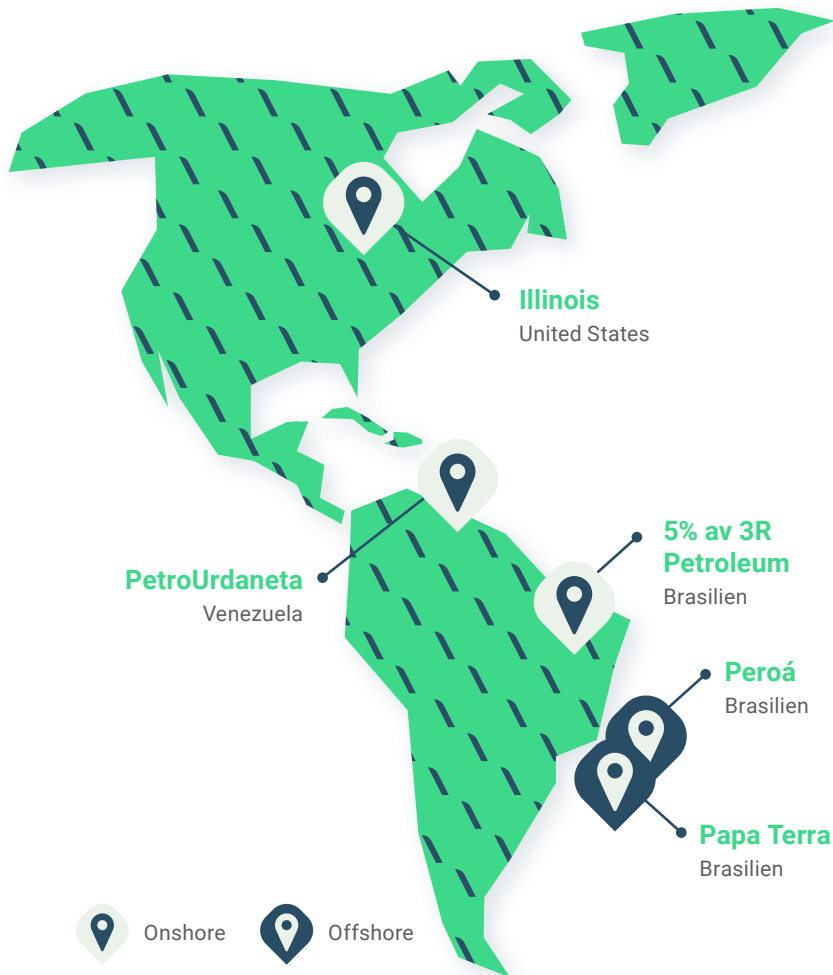 Illinois
United States
5% av 3R
Petroleum
Brasilien
PetroUrdaneta
Venezuela
Peroá
Brasilien
Papa Terra
Brasilien
Onshore
Offshore